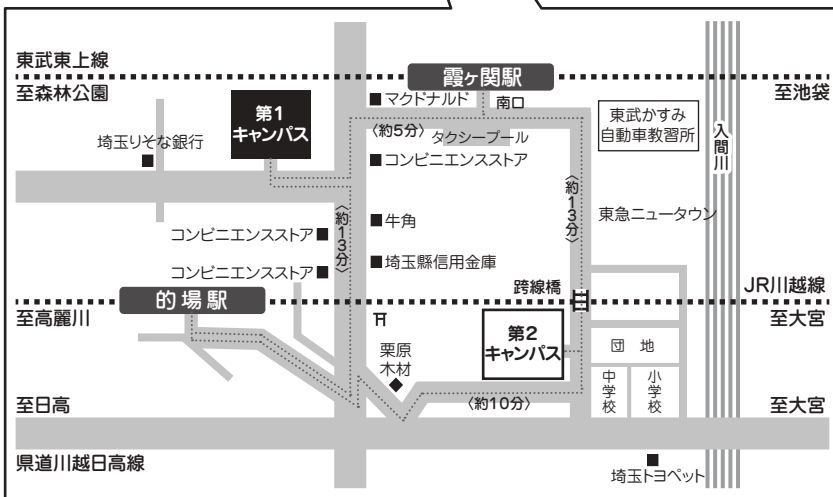 東武東上線
霞ヶ関駅
至森林公園
至池袋
第1
キャンパス
マクドナルド
南口
〈約5分〉
タクシープール
東武かすみ
自動車教習所
入間川
埼玉りそな銀行
コンビニエンスストア
〈約13分〉
〈約13分〉
牛角
東急ニュータウン
コンビニエンスストア
埼玉縣信用金庫
コンビニエンスストア
跨線橋
JR川越線
的場駅
至高麗川
至大宮
第2
キャンパス
団地
栗原
木材
中学校
小学校
至日高
〈約10分〉
至大宮
県道川越日高線
埼玉トヨペット